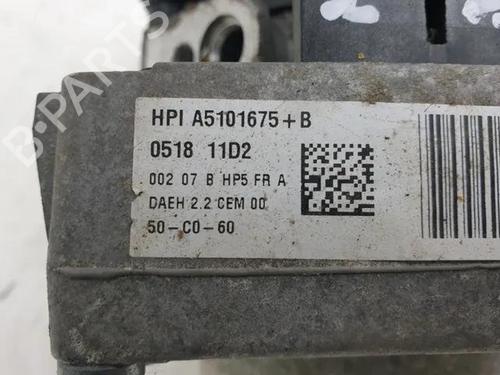 HPI A5101675+B
0518 11D2
002 07 B HP5 FR A
DAEH 2.2 CEM 00
50-C0-60
B-PARTS